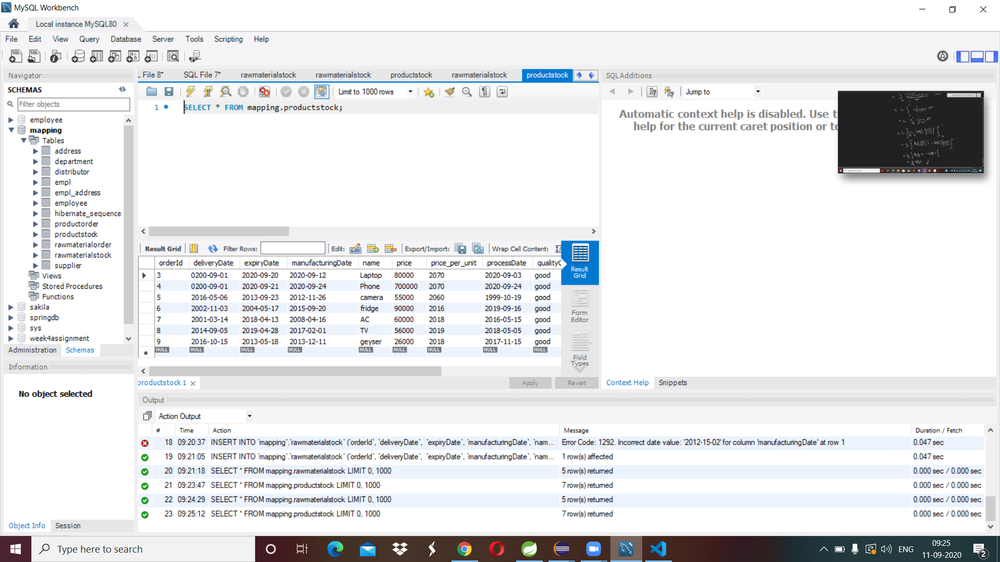 MySQL Workbench
Local instance MySQL80
File Edit View Query Database Server Tools Scripting Help
Navigator
SCHEMAS
Filter objects
employee
mapping
Tables
address
department
distributor
empl
empl_address
employee
hibernate_sequence
productorder
productstock
rawmaterialorder
rawmaterialstock
supplier
Views
Stored Procedures
Functions
sakila
springdb
sys
week4assignment
Administration Schemas
Information
No object selected
Object Info Session
L File 8* SQL File 7* rawmaterialstock rawmaterialstock productstock rawmaterialstock productstock
Limit to 1000 rows
1 SELECT * FROM mapping.productstock;
Result Grid Filter Rows: Edit: Export/Import: Wrap Cell Content:
orderId deliveryDate expiryDate manufacturingDate name price price_per_unit processDate qualityC
3 0200-09-01 2020-09-20 2020-09-12 Laptop 80000 2070 2020-09-03 good
4 0200-09-01 2020-09-21 2020-09-24 Phone 700000 2070 2020-09-24 good
5 2016-05-06 2013-09-23 2012-11-26 camera 55000 2060 1999-10-19 good
6 2002-11-03 2004-05-17 2015-09-20 fridge 90000 2016 2019-09-16 good
7 2001-03-14 2018-04-13 2008-04-16 AC 60000 2018 2016-05-15 good
8 2014-09-05 2019-04-28 2017-02-01 TV 56000 2019 2018-05-05 good
9 2016-10-15 2013-05-18 2013-12-11 geyser 26000 2018 2017-11-15 good
NULL NULL NULL NULL NULL NULL NULL NULL NULL
Result Grid
Form Editor
Field Types
productstock 1 Apply Revert
SQLAdditions
Jump to
Automatic context help is disabled. Use t
help for the current caret position or to
Context Help Snippets
Output
Action Output
# Time Action Message Duration / Fetch
18 09:20:37 INSERT INTO `mapping`.`rawmaterialstock` (`orderId`, `deliveryDate`, `expiryDate`, `manufacturingDate`, `nam... Error Code: 1292. Incorrect date value: '2012-15-02' for column 'manufacturingDate' at row 1 0.047 sec
19 09:21:05 INSERT INTO `mapping`.`rawmaterialstock` (`orderId`, `deliveryDate`, `expiryDate`, `manufacturingDate`, `nam... 1 row(s) affected 0.047 sec
20 09:21:18 SELECT * FROM mapping.rawmaterialstock LIMIT 0, 1000 5 row(s) returned 0.000 sec / 0.000 sec
21 09:23:47 SELECT * FROM mapping.productstock LIMIT 0, 1000 7 row(s) returned 0.000 sec / 0.000 sec
22 09:24:29 SELECT * FROM mapping.rawmaterialstock LIMIT 0, 1000 5 row(s) returned 0.000 sec / 0.000 sec
23 09:25:12 SELECT * FROM mapping.productstock LIMIT 0, 1000 7 row(s) returned 0.000 sec / 0.000 sec
Type here to search
ENG
09:25
11-09-2020
2